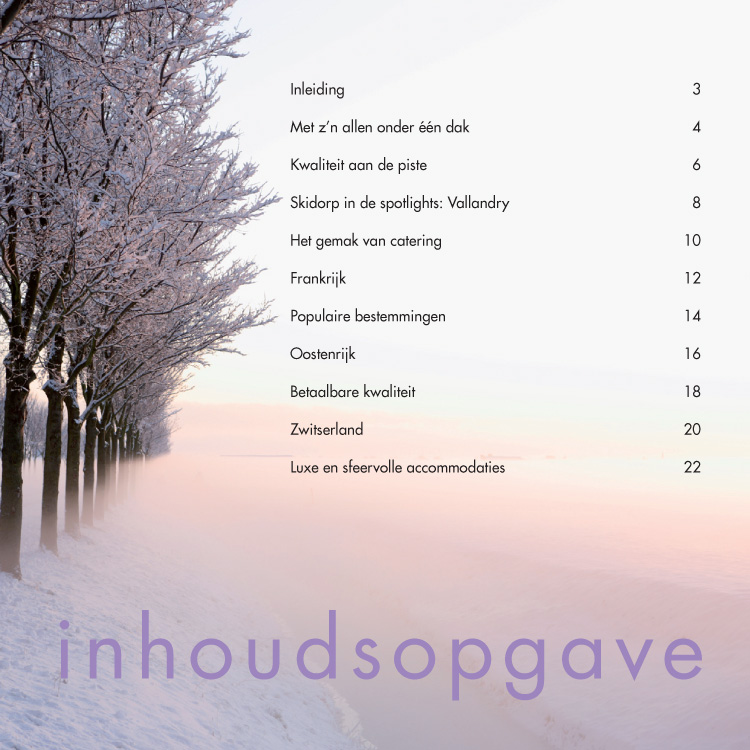 Inleiding 3
Met z’n allen onder één dak 4
Kwaliteit aan de piste 6
Skidorp in de spotlights: Vallandry 8
Het gemak van catering 10
Frankrijk 12
Populaire bestemmingen 14
Oostenrijk 16
Betaalbare kwaliteit 18
Zwitserland 20
Luxe en sfeervolle accommodaties 22
inhoudsopgave